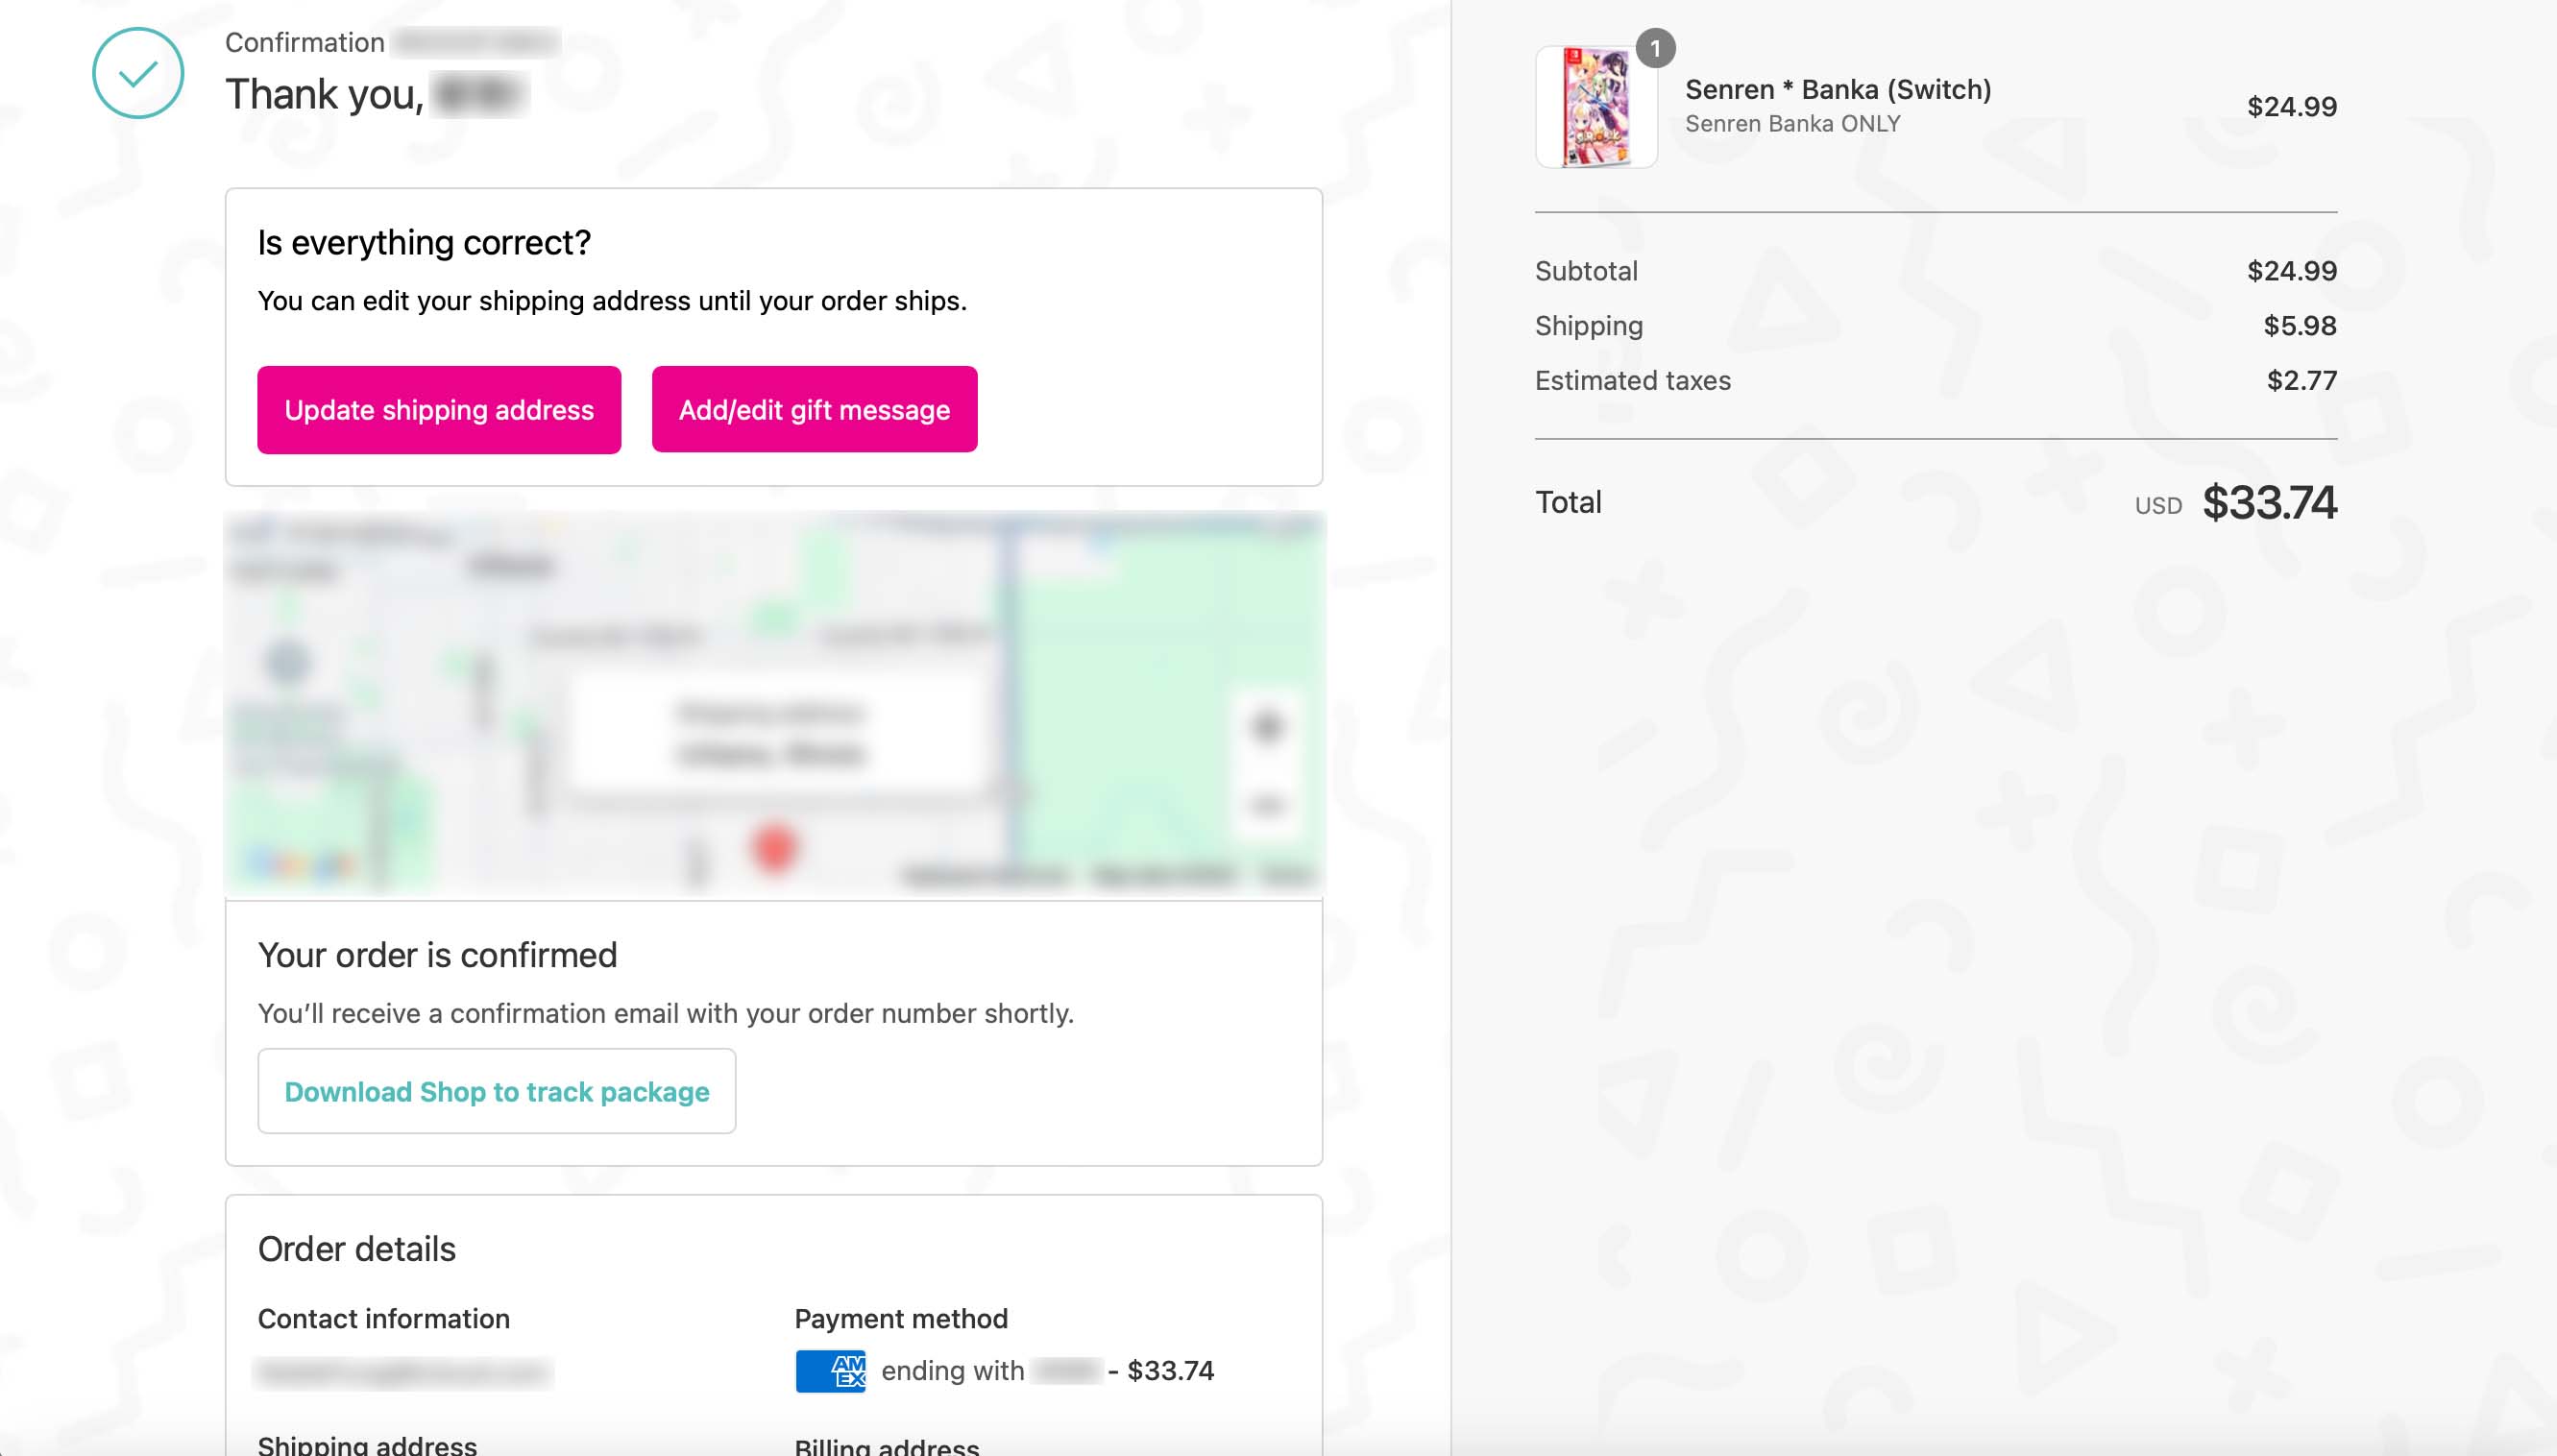 Confirmation
Thank you,
Is everything correct?
You can edit your shipping address until your order ships.
Update shipping address
Add/edit gift message
Your order is confirmed
You’ll receive a confirmation email with your order number shortly.
Download Shop to track package
Order details
Contact information
Payment method
AM
EX
ending with - $33.74
Shipping address
Billing address
1
Senren * Banka (Switch)
Senren Banka ONLY
$24.99
Subtotal
$24.99
Shipping
$5.98
Estimated taxes
$2.77
Total
USD $33.74